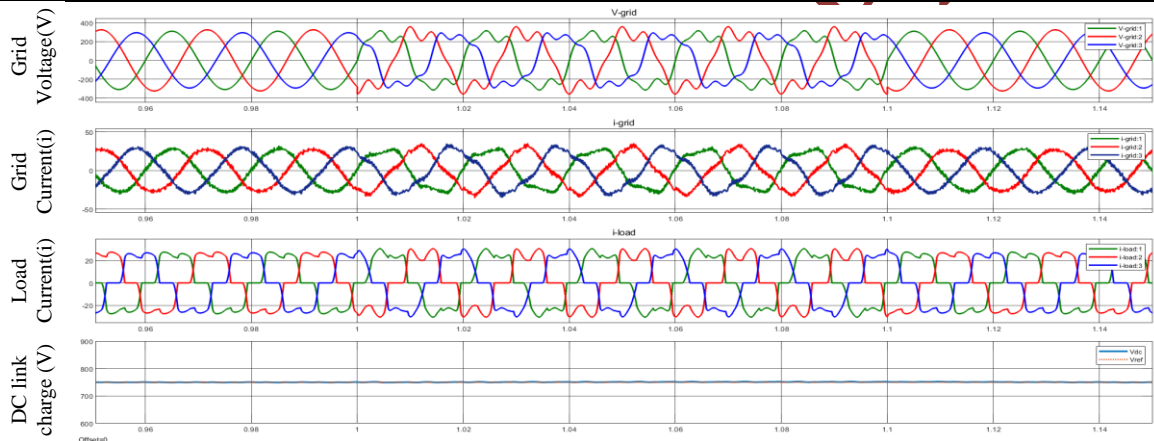 V-grid
Grid
Voltage(V)
400
200
0
-200
-400
V-grid:1
V-grid:2
V-grid:3
0.96
0.98
1
1.02
1.04
1.06
1.08
1.1
1.12
1.14
i-grid
Grid
Current(i)
50
0
-50
i-grid:1
i-grid:2
i-grid:3
0.96
0.98
1
1.02
1.04
1.06
1.08
1.1
1.12
1.14
i-load
Load
Current(i)
20
0
-20
i-load:1
i-load:2
i-load:3
0.96
0.98
1
1.02
1.04
1.06
1.08
1.1
1.12
1.14
DC link
charge (V)
900
800
700
600
Vdc
Vref
0.96
0.98
1
1.02
1.04
1.06
1.08
1.1
1.12
1.14